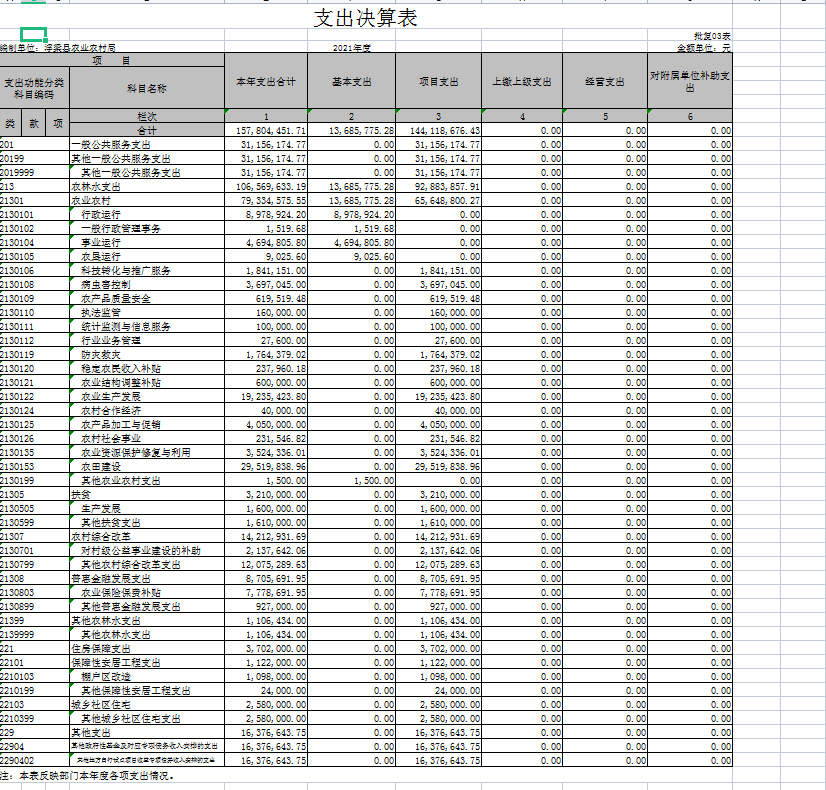 支出决算表
批复03表
编制单位：浮梁县农业农村局 2021年度 金额单位：元
项 目 本年支出合计 基本支出 项目支出 上缴上级支出 经营支出 对附属单位补助支出
支出功能分类科目编码 科目名称
类 款 项 栏次 1 2 3 4 5 6
合计 157,804,451.71 13,685,775.28 144,118,676.43 0.00 0.00 0.00
201 一般公共服务支出 31,156,174.77 0.00 31,156,174.77 0.00 0.00 0.00
20199 其他一般公共服务支出 31,156,174.77 0.00 31,156,174.77 0.00 0.00 0.00
2019999 其他一般公共服务支出 31,156,174.77 0.00 31,156,174.77 0.00 0.00 0.00
213 农林水支出 106,569,633.19 13,685,775.28 92,883,857.91 0.00 0.00 0.00
21301 农业农村 79,334,575.55 13,685,775.28 65,648,800.27 0.00 0.00 0.00
2130101 行政运行 8,978,924.20 8,978,924.20 0.00 0.00 0.00 0.00
2130102 一般行政管理事务 1,519.68 1,519.68 0.00 0.00 0.00 0.00
2130104 事业运行 4,694,805.80 4,694,805.80 0.00 0.00 0.00 0.00
2130105 农垦运行 9,025.60 9,025.60 0.00 0.00 0.00 0.00
2130106 科技转化与推广服务 1,841,151.00 0.00 1,841,151.00 0.00 0.00 0.00
2130108 病虫害控制 3,697,045.00 0.00 3,697,045.00 0.00 0.00 0.00
2130109 农产品质量安全 619,519.48 0.00 619,519.48 0.00 0.00 0.00
2130110 执法监管 160,000.00 0.00 160,000.00 0.00 0.00 0.00
2130111 统计监测与信息服务 100,000.00 0.00 100,000.00 0.00 0.00 0.00
2130112 行业业务管理 27,600.00 0.00 27,600.00 0.00 0.00 0.00
2130119 防灾救灾 1,764,379.02 0.00 1,764,379.02 0.00 0.00 0.00
2130120 稳定农民收入补贴 237,960.18 0.00 237,960.18 0.00 0.00 0.00
2130121 农业结构调整补贴 600,000.00 0.00 600,000.00 0.00 0.00 0.00
2130122 农业生产发展 19,235,423.80 0.00 19,235,423.80 0.00 0.00 0.00
2130124 农村合作经济 40,000.00 0.00 40,000.00 0.00 0.00 0.00
2130125 农产品加工与促销 4,050,000.00 0.00 4,050,000.00 0.00 0.00 0.00
2130126 农村社会事业 231,546.82 0.00 231,546.82 0.00 0.00 0.00
2130135 农业资源保护修复与利用 3,524,336.01 0.00 3,524,336.01 0.00 0.00 0.00
2130153 农田建设 29,519,838.96 0.00 29,519,838.96 0.00 0.00 0.00
2130199 其他农业农村支出 1,500.00 1,500.00 0.00 0.00 0.00 0.00
21305 扶贫 3,210,000.00 0.00 3,210,000.00 0.00 0.00 0.00
2130505 生产发展 1,600,000.00 0.00 1,600,000.00 0.00 0.00 0.00
2130599 其他扶贫支出 1,610,000.00 0.00 1,610,000.00 0.00 0.00 0.00
21307 农村综合改革 14,212,931.69 0.00 14,212,931.69 0.00 0.00 0.00
2130701 对村级公益事业建设的补助 2,137,642.06 0.00 2,137,642.06 0.00 0.00 0.00
2130799 其他农村综合改革支出 12,075,289.63 0.00 12,075,289.63 0.00 0.00 0.00
21308 普惠金融发展支出 8,705,691.95 0.00 8,705,691.95 0.00 0.00 0.00
2130803 农业保险保费补贴 7,778,691.95 0.00 7,778,691.95 0.00 0.00 0.00
2130899 其他普惠金融发展支出 927,000.00 0.00 927,000.00 0.00 0.00 0.00
21399 其他农林水支出 1,106,434.00 0.00 1,106,434.00 0.00 0.00 0.00
2139999 其他农林水支出 1,106,434.00 0.00 1,106,434.00 0.00 0.00 0.00
221 住房保障支出 3,702,000.00 0.00 3,702,000.00 0.00 0.00 0.00
22101 保障性安居工程支出 1,122,000.00 0.00 1,122,000.00 0.00 0.00 0.00
2210103 棚户区改造 1,098,000.00 0.00 1,098,000.00 0.00 0.00 0.00
2210199 其他保障性安居工程支出 24,000.00 0.00 24,000.00 0.00 0.00 0.00
22103 城乡社区住宅 2,580,000.00 0.00 2,580,000.00 0.00 0.00 0.00
2210399 其他城乡社区住宅支出 2,580,000.00 0.00 2,580,000.00 0.00 0.00 0.00
229 其他支出 16,376,643.75 0.00 16,376,643.75 0.00 0.00 0.00
22904 其他政府性基金及对应专项债务收入安排的支出 16,376,643.75 0.00 16,376,643.75 0.00 0.00 0.00
2290402 其他地方自行试点项目收益专项债券收入安排的支出 16,376,643.75 0.00 16,376,643.75 0.00 0.00 0.00
注：本表反映部门本年度各项支出情况。